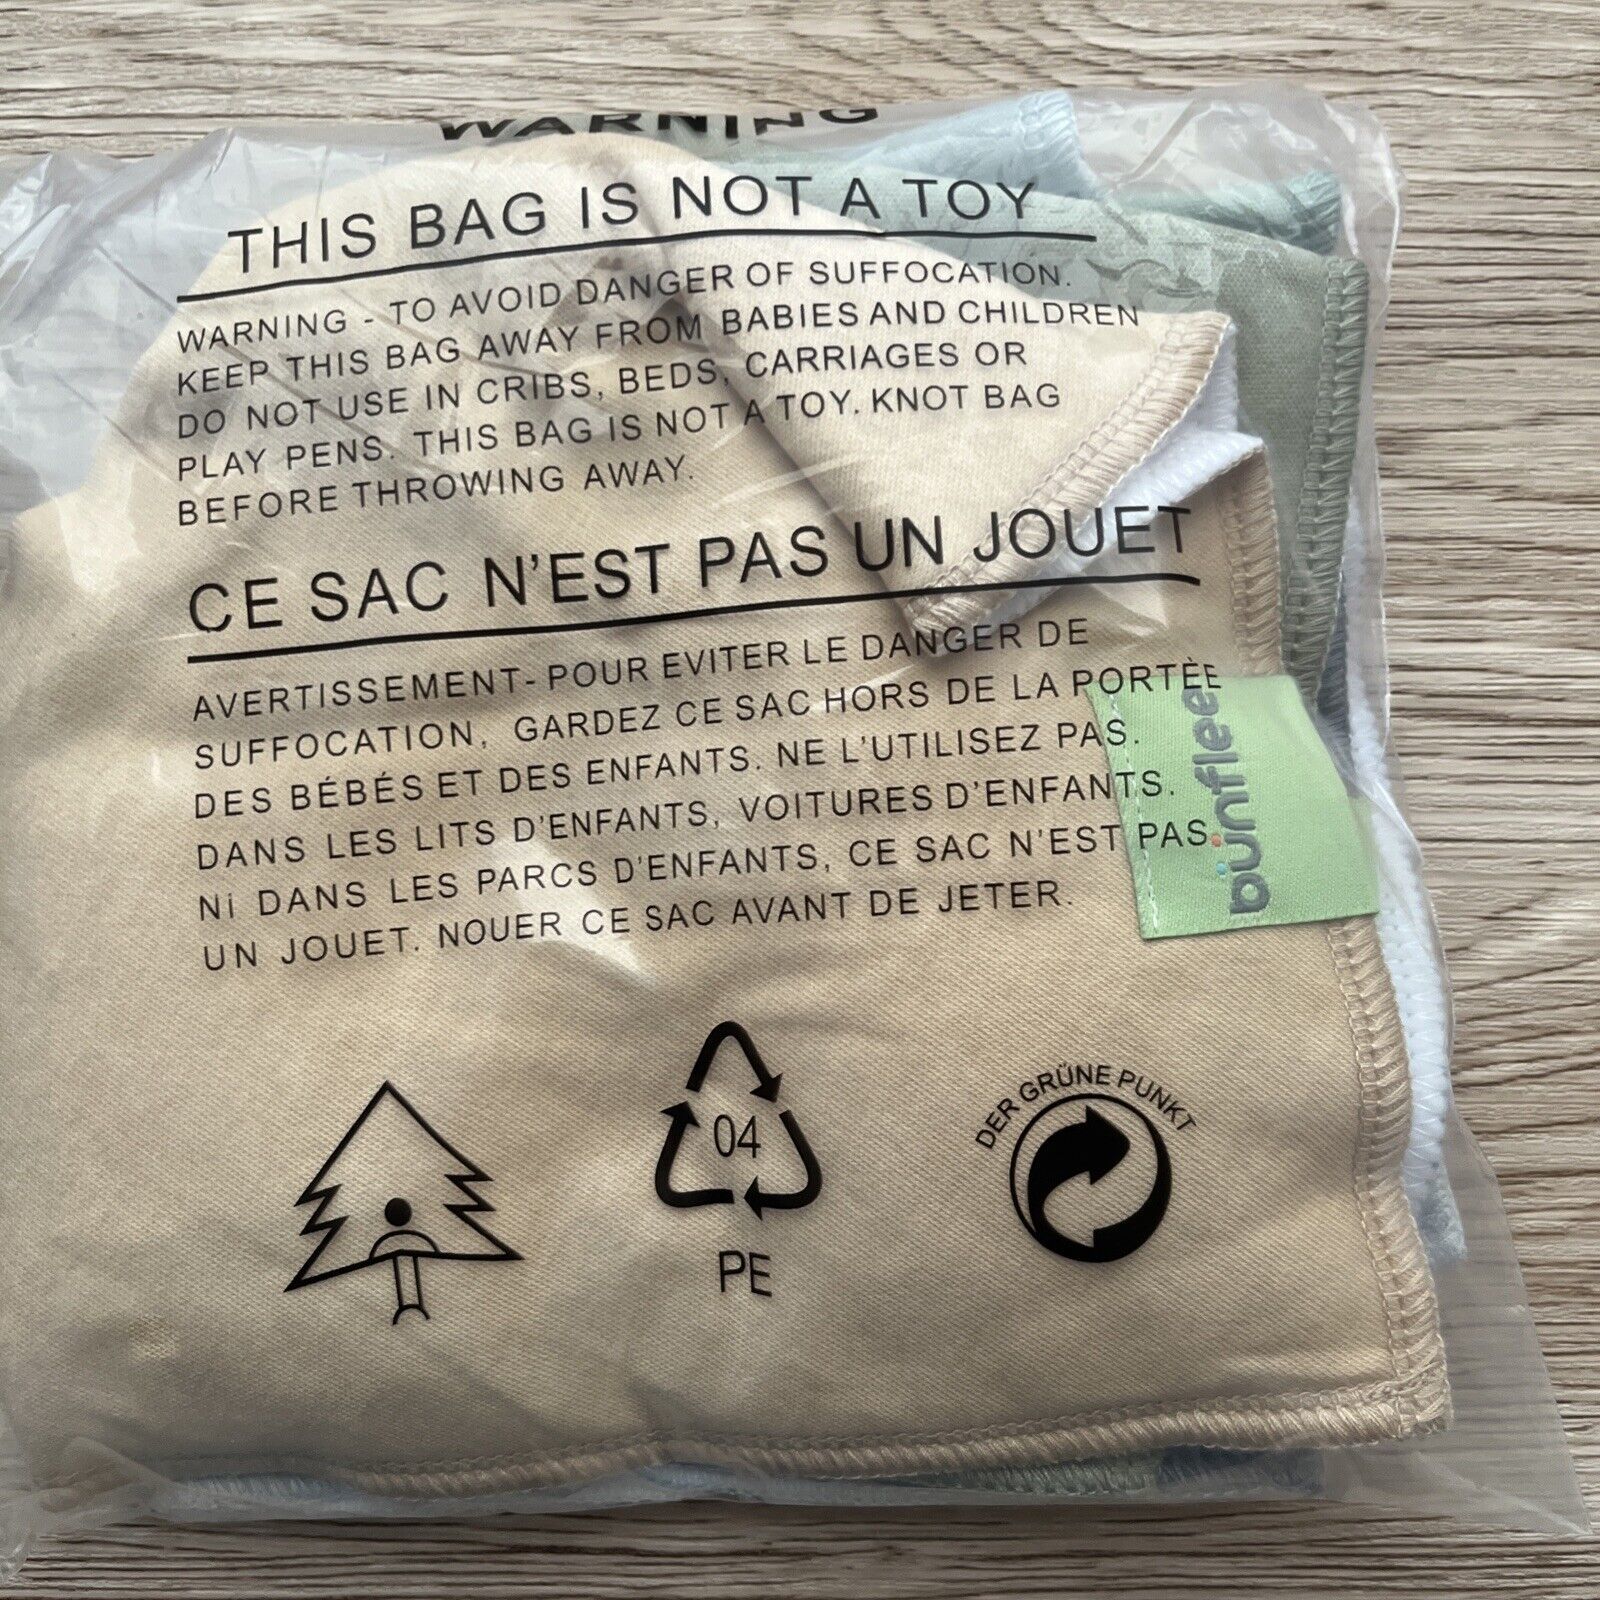 WARNING
THIS BAG IS NOT A TOY
WARNING - TO AVOID DANGER OF SUFFOCATION.
KEEP THIS BAG AWAY FROM BABIES AND CHILDREN
DO NOT USE IN CRIBS, BEDS, CARRIAGES OR
PLAY PENS. THIS BAG IS NOT A TOY. KNOT BAG
BEFORE THROWING AWAY.
CE SAC N'EST PAS UN JOUET
AVERTISSEMENT- POUR EVITER LE DANGER DE
SUFFOCATION, GARDEZ CE SAC HORS DE LA PORTÈE
DES BÉBÉS ET DES ENFANTS. NE L'UTILISEZ PAS.
DANS LES LITS D'ENFANTS, VOITURES D'ENFANTS.
Ni DANS LES PARCS D'ENFANTS, CE SAC N'EST PAS.
UN JOUET. NOUER CE SAC AVANT DE JETER.
bünflee
04
PE
DER GRÜNE PUNKT